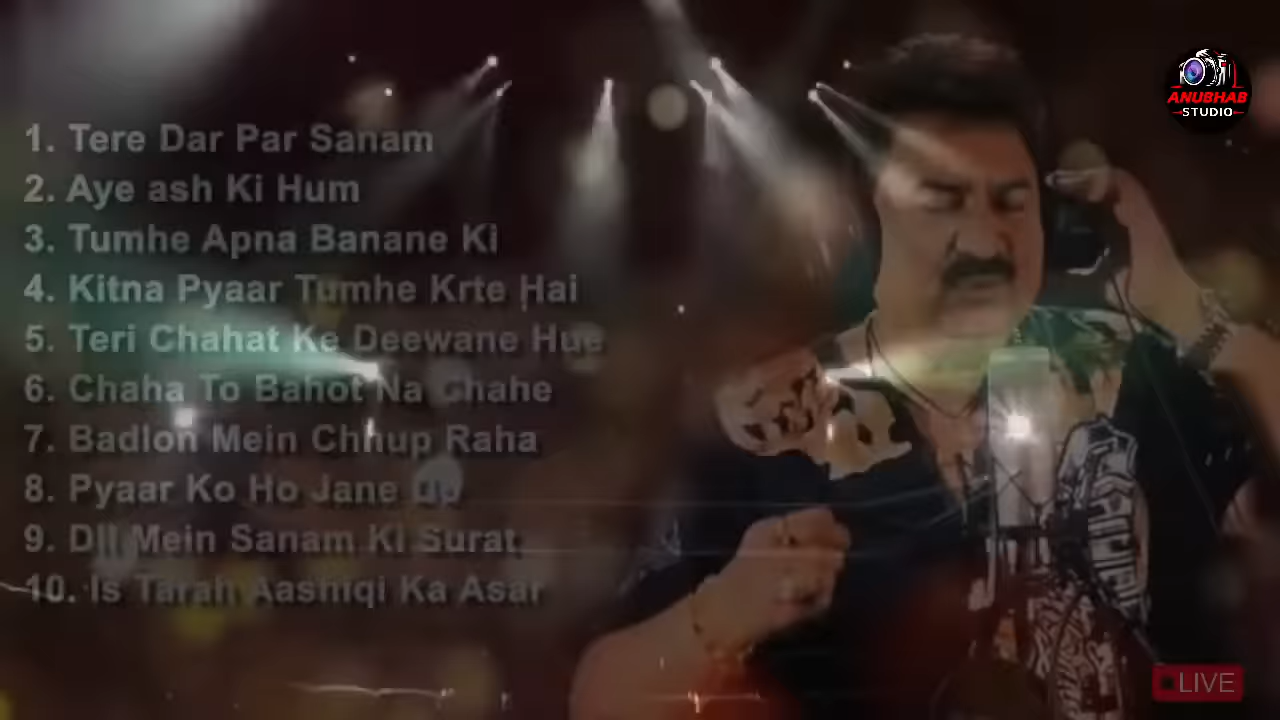 1. Tere Dar Par Sanam
2. Aye ash Ki Hum
3. Tumhe Apna Banane Ki
4. Kitna Pyaar Tumhe Krte Hai
5. Teri Chahat Ke Deewane Hue
6. Chaha To Bahot Na Chahe
7. Badlon Mein Chhup Raha
8. Pyaar Ko Ho Jane Do
9. Dil Mein Sanam Ki Surat
10. Is Tarah Aashiqi Ka Asar
ANUBHAB
STUDIO
LIVE